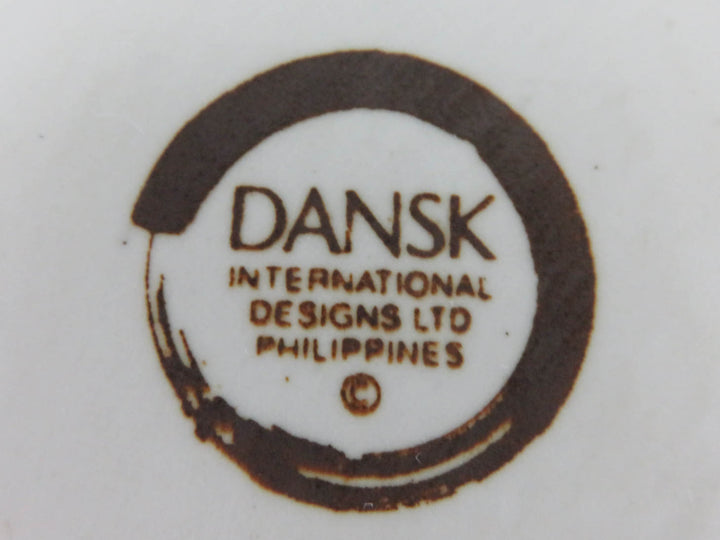 DANSK
INTERNATIONAL
DESIGNS LTD
PHILIPPINES
©